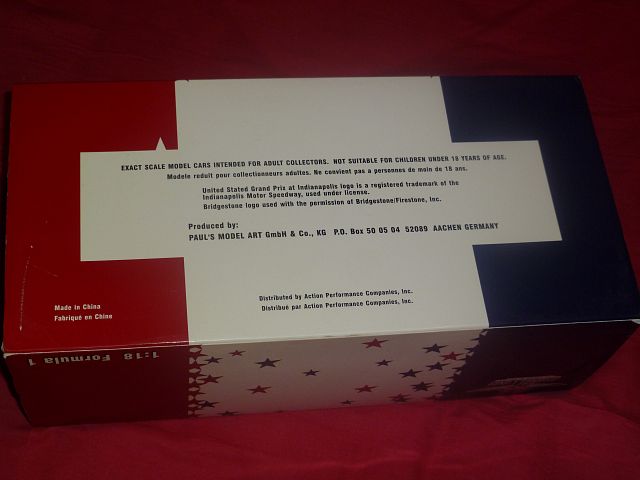 EXACT SCALE MODEL CARS INTENDED FOR ADULT COLLECTORS. NOT SUITABLE FOR CHILDREN UNDER 18 YEARS OF AGE.
Modele reduit pour collectionneurs adultes. Ne convient pas a personnes de moin de 18 ans.
United Stated Grand Prix at Indianapolis logo is a registered trademark of the
Indianapolis Motor Speedway, used under license.
Bridgestone logo used with the permission of Bridgestone/Firestone, Inc.
Produced by:
PAUL'S MODEL ART GmbH & Co., KG P.O. Box 50 05 04 52089 AACHEN GERMANY
Distributed by Action Performance Companies, Inc.
Distribué par Action Performance Companies, Inc.
Made in China
Fabriqué en Chine
1:18 Formula 1